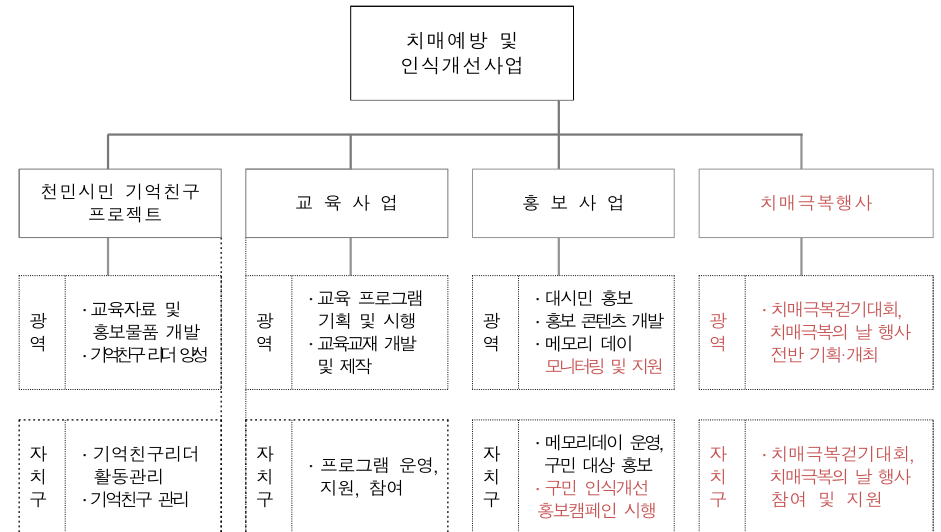 치매예방 및
인식개선사업
천민시민 기억친구
프로젝트
교 육 사 업
홍 보 사 업
치매극복행사
광
역
· 교육자료 및
홍보물품 개발
· 기억친구 리더 양성
광
역
· 교육 프로그램
기획 및 시행
· 교육교재 개발
및 제작
광
역
· 대시민 홍보
· 홍보 콘텐츠 개발
· 메모리 데이
모니터링 및 지원
광
역
· 치매극복걷기대회,
치매극복의 날 행사
전반 기획·개최
자
치
구
· 기억친구리더
활동관리
· 기억친구 관리
자
치
구
· 프로그램 운영,
지원, 참여
자
치
구
· 메모리데이 운영,
구민 대상 홍보
· 구민 인식개선
홍보캠페인 시행
자
치
구
· 치매극복걷기대회,
치매극복의 날 행사
참여 및 지원